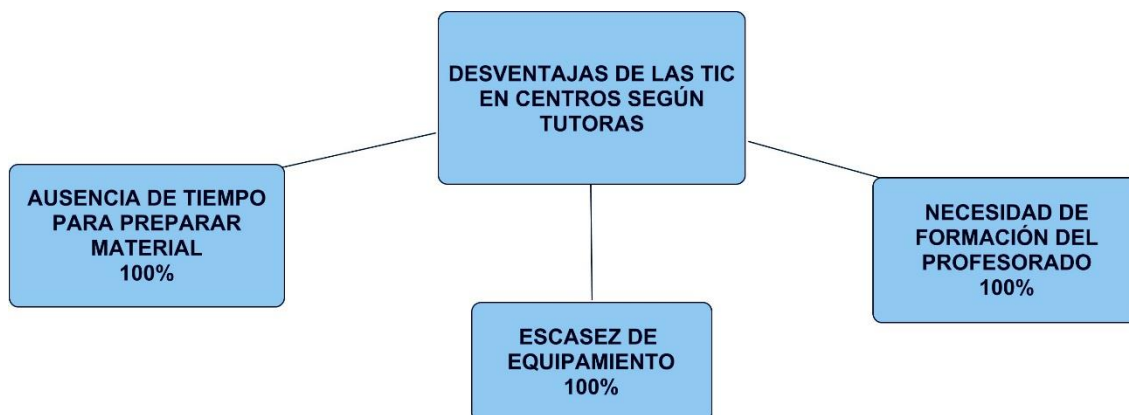 DESVENTAJAS DE LAS TIC
EN CENTROS SEGÚN
TUTORAS
AUSENCIA DE TIEMPO
PARA PREPARAR
MATERIAL
100%
ESCASEZ DE
EQUIPAMIENTO
100%
NECESIDAD DE
FORMACIÓN DEL
PROFESORADO
100%